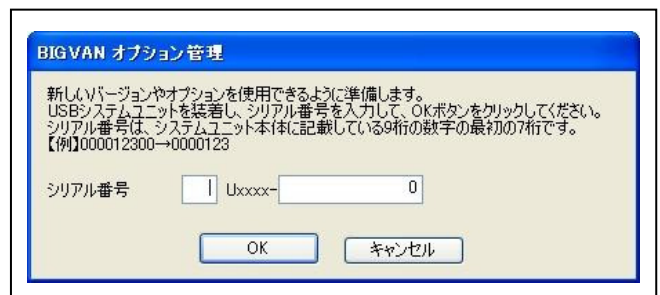 BIGVAN オプション管理
新しいバージョンやオプションを使用できるように準備します。
USBシステムユニットを装着し、シリアル番号を入力して、OKボタンをクリックしてください。
シリアル番号は、システムユニット本体に記載している9桁の数字の最初の7桁です。
【例】000012300→0000123
シリアル番号 Uxxxx- 0
OK キャンセル